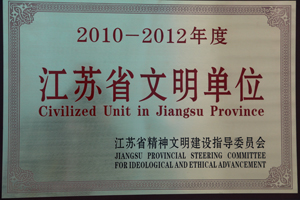 2010-2012年度
江苏省文明单位
Civilized Unit in Jiangsu Province
江苏省精神文明建设指导委员会
JIANGSU PROVINCIAL STEERING COMMITTEE
FOR IDEOLOGICAL AND ETHICAL ADVANCEMENT